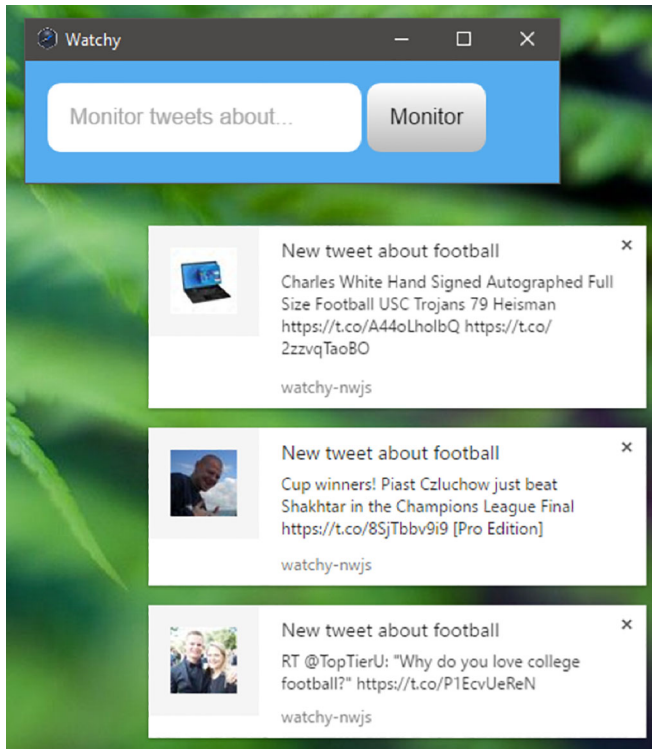 Watchy
Monitor tweets about...
Monitor
New tweet about football
Charles White Hand Signed Autographed Full
Size Football USC Trojans 79 Heisman
https://t.co/A44oLholbQ https://t.co/
2zzvqTaoBO
watchy-nwjs
New tweet about football
Cup winners! Piast Czluchow just beat
Shakhtar in the Champions League Final
https://t.co/8SjTbbv9i9 [Pro Edition]
watchy-nwjs
New tweet about football
RT @TopTierU: "Why do you love college
football?" https://t.co/P1EcvUeReN
watchy-nwjs